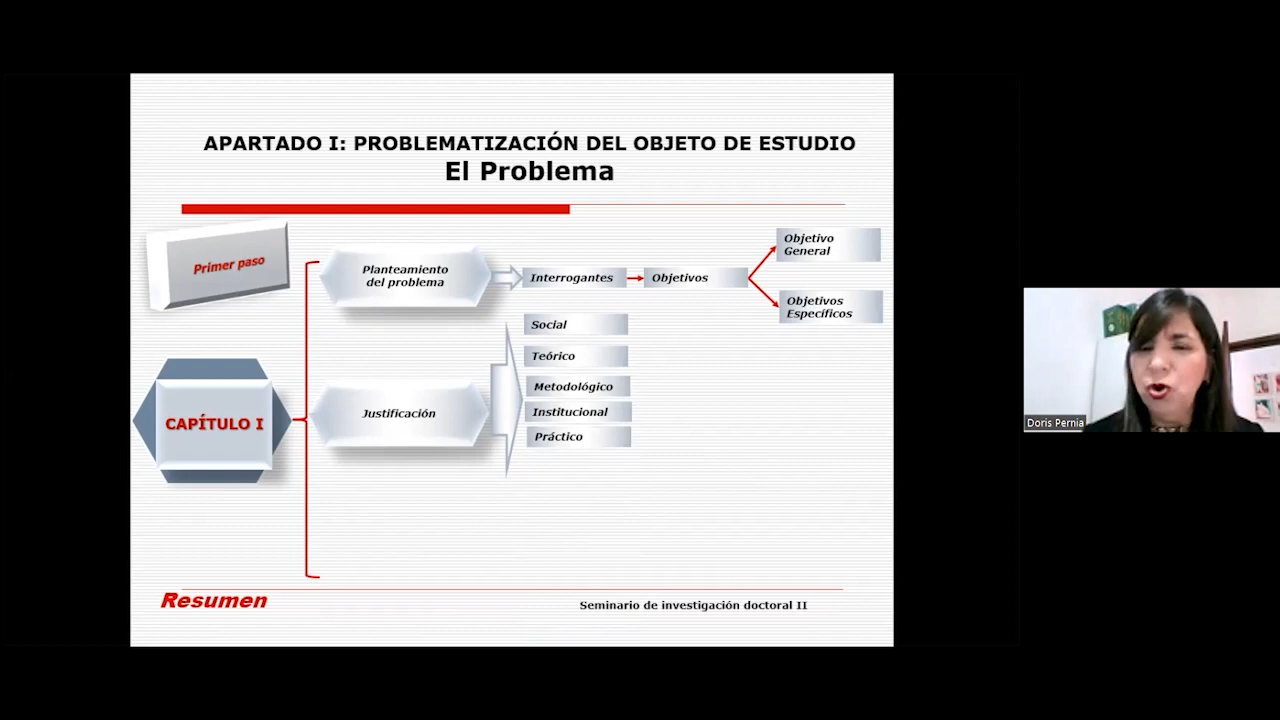 APARTADO I: PROBLEMATIZACIÓN DEL OBJETO DE ESTUDIO
El Problema
Primer paso
Planteamiento
del problema
Interrogantes
Objetivos
Objetivo
General
Objetivos
Específicos
CAPÍTULO I
Justificación
Social
Teórico
Metodológico
Institucional
Práctico
Resumen
Seminario de investigación doctoral II
Doris Pernia